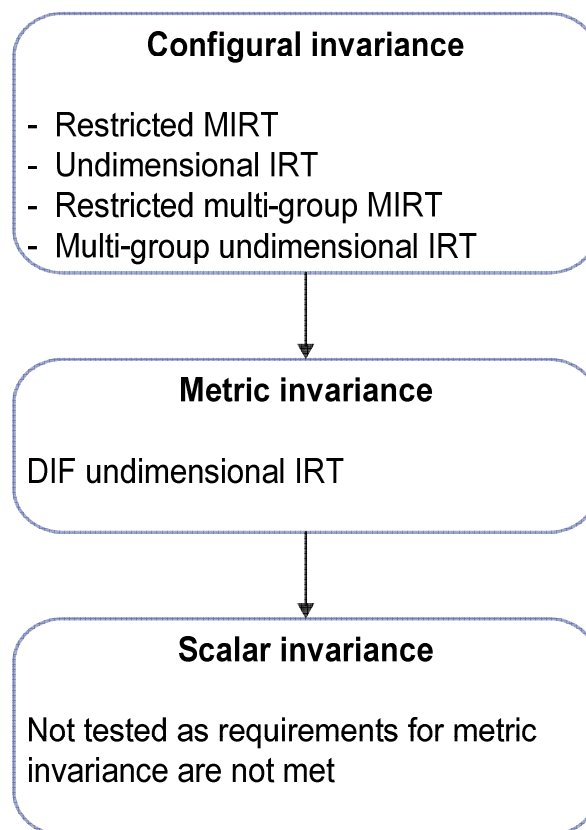 Configural invariance
- Restricted MIRT
- Undimensional IRT
- Restricted multi-group MIRT
- Multi-group undimensional IRT
Metric invariance
DIF undimensional IRT
Scalar invariance
Not tested as requirements for metric
invariance are not met